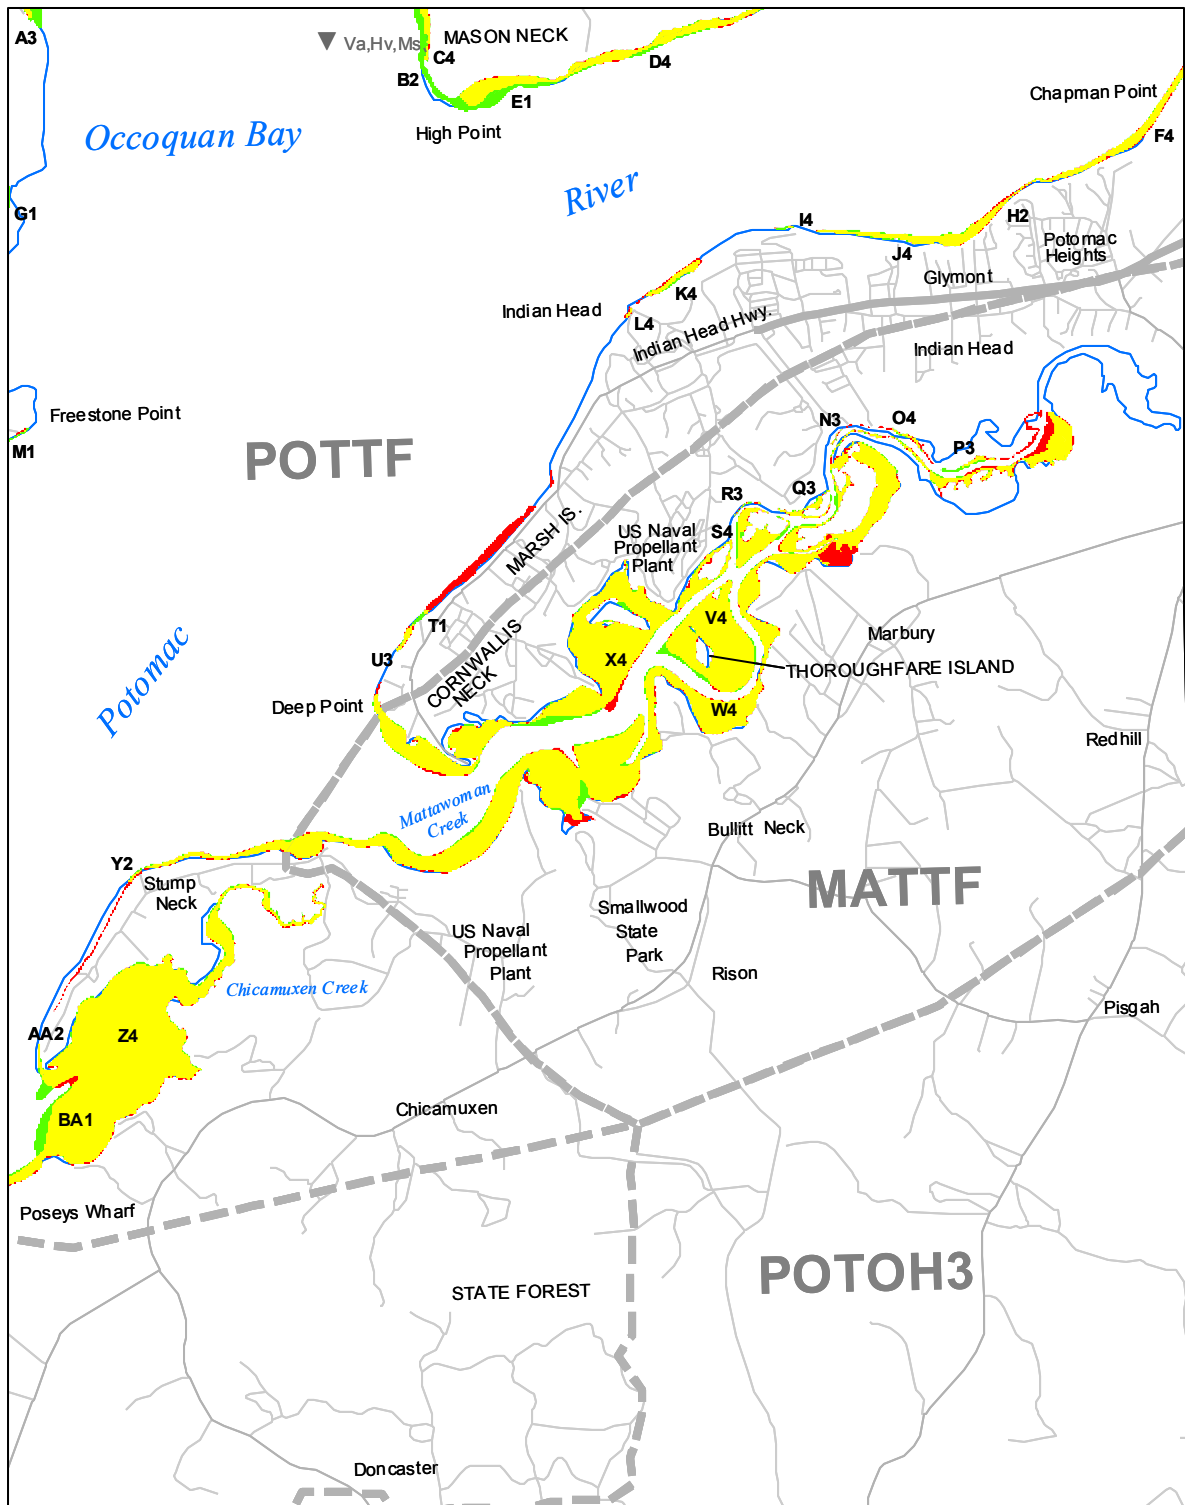 A3
Va,Hv,Ms
MASON NECK
C4
D4
B2
E1
Chapman Point
Occoquan Bay
High Point
F4
River
G1
I4
H2
J4
Potomac
Heights
Glymont
K4
Indian Head
L4
Indian Head Hwy.
Indian Head
Freestone Point
M1
POTTF
N3
O4
P3
Q3
R3
S4
MARSH IS.
US Naval
Propellant
Plant
T1
V4
Marbury
U3
X4
THOROUGHFARE ISLAND
CORNWALLIS
NECK
Potomac
Deep Point
W4
Redhill
Mattawoman
Creek
Bullitt Neck
Y2
Stump
Neck
MATTF
Smallwood
State
Park
US Naval
Propellant
Plant
Rison
Chicamuxen Creek
Pisgah
AA2
Z4
BA1
Chicamuxen
Poseys Wharf
POTOH3
STATE FOREST
Doncaster